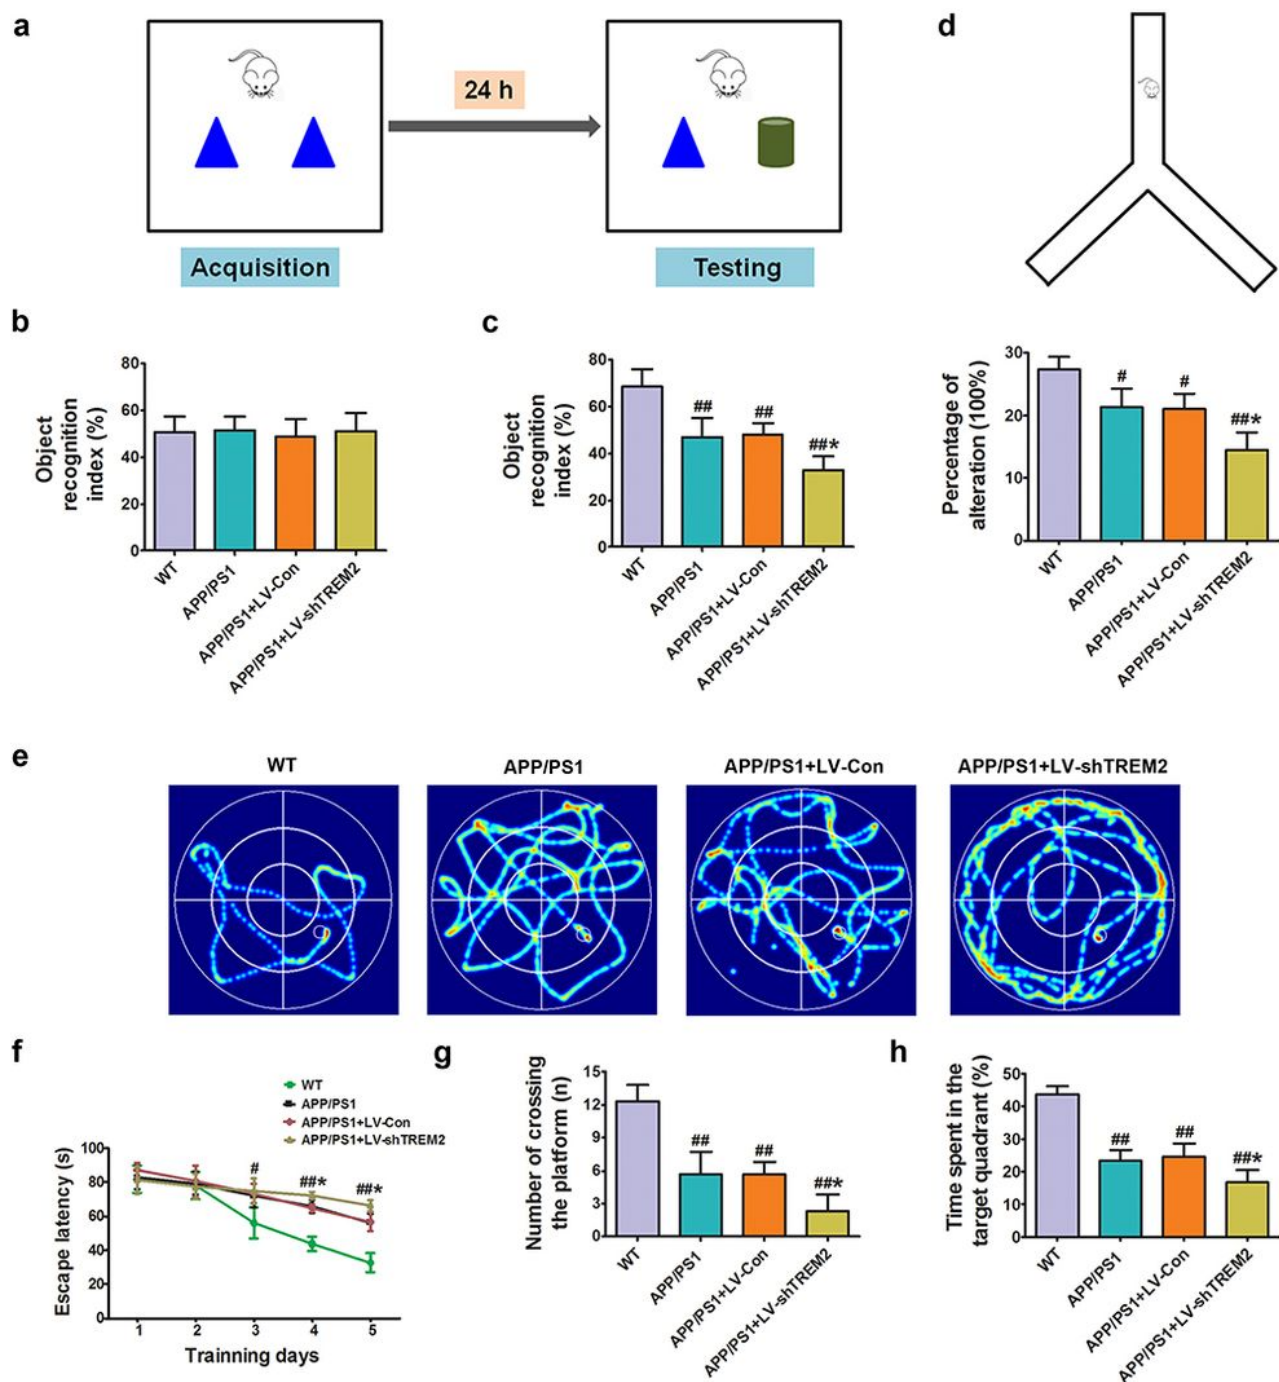 a
24 h
Acquisition
Testing
d
b
Object
recognition
index (%)
80
60
40
20
0
WT
APP/PS1
APP/PS1+LV-Con
APP/PS1+LV-shTREM2
c
Object
recognition
index (%)
80
60
40
20
0
##
##
##*
WT
APP/PS1
APP/PS1+LV-Con
APP/PS1+LV-shTREM2
Percentage of
alteration (100%)
30
20
10
0
#
#
##*
WT
APP/PS1
APP/PS1+LV-Con
APP/PS1+LV-shTREM2
e
WT
APP/PS1
APP/PS1+LV-Con
APP/PS1+LV-shTREM2
f
WT
APP/PS1
APP/PS1+LV-Con
APP/PS1+LV-shTREM2
Escape latency (s)
100
80
60
40
20
0
#
##*
##*
1 2 3 4 5
Trainning days
g
Number of crossing
the platform (n)
15
12
9
6
3
0
##
##
##*
WT
APP/PS1
APP/PS1+LV-Con
APP/PS1+LV-shTREM2
h
Time spent in the
target quadrant (%)
50
40
30
20
10
0
##
##
##*
WT
APP/PS1
APP/PS1+LV-Con
APP/PS1+LV-shTREM2